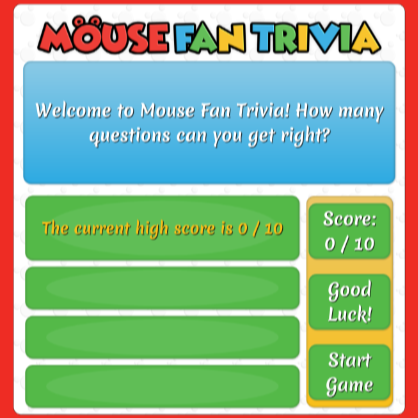 MOUSE FAN TRIVIA
Welcome to Mouse Fan Trivia! How many
questions can you get right?
The current high score is 0 / 10
Score:
0 / 10
Good
Luck!
Start
Game